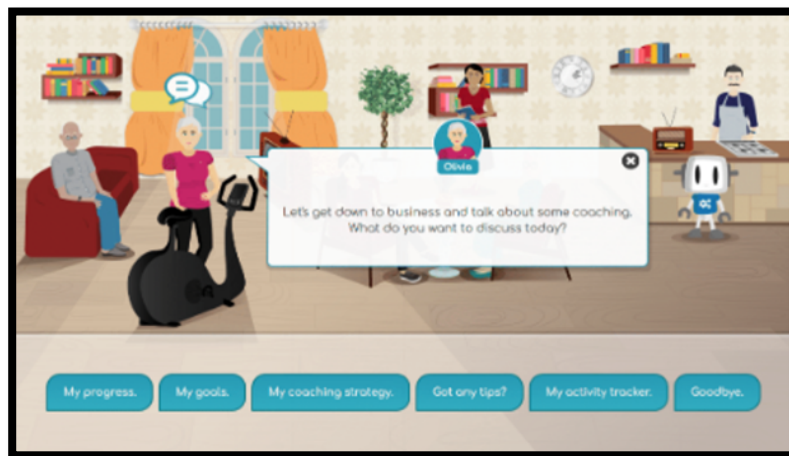 Olivia
Let's get down to business and talk about some coaching.
What do you want to discuss today?
My progress.
My goals.
My coaching strategy.
Got any tips?
My activity tracker.
Goodbye.